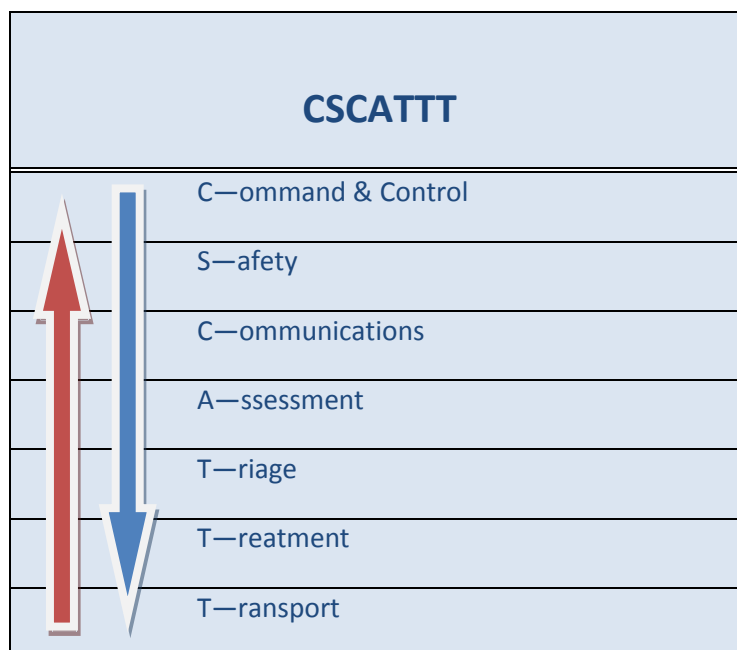 CSCATTT
C—ommand & Control
S—afety
C—ommunications
A—ssessment
T—riage
T—reatment
T—ransport